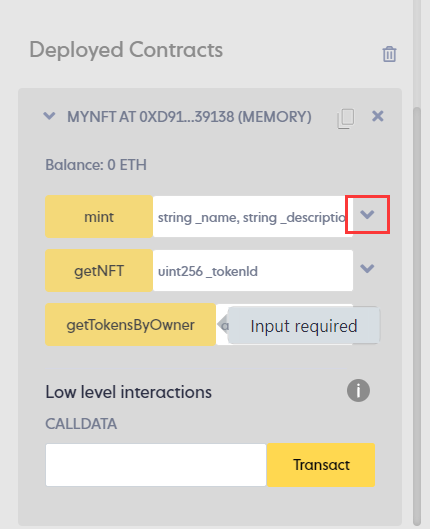 Deployed Contracts
MYNFT AT 0XD91...39138 (MEMORY)
Balance: 0 ETH
mint string _name, string _descriptio
getNFT uint256 _tokenId
getTokensByOwner a Input required
Low level interactions i
CALLDATA
Transact